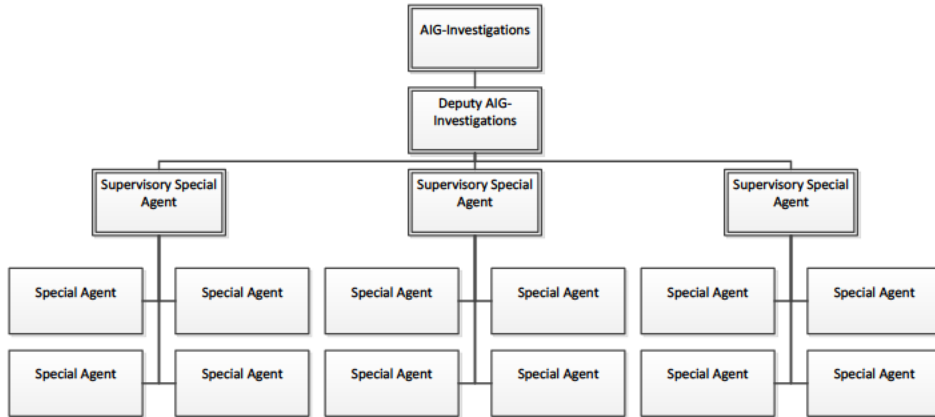 AIG-Investigations
Deputy AIG-
Investigations
Supervisory Special
Agent
Supervisory Special
Agent
Supervisory Special
Agent
Special Agent
Special Agent
Special Agent
Special Agent
Special Agent
Special Agent
Special Agent
Special Agent
Special Agent
Special Agent
Special Agent
Special Agent